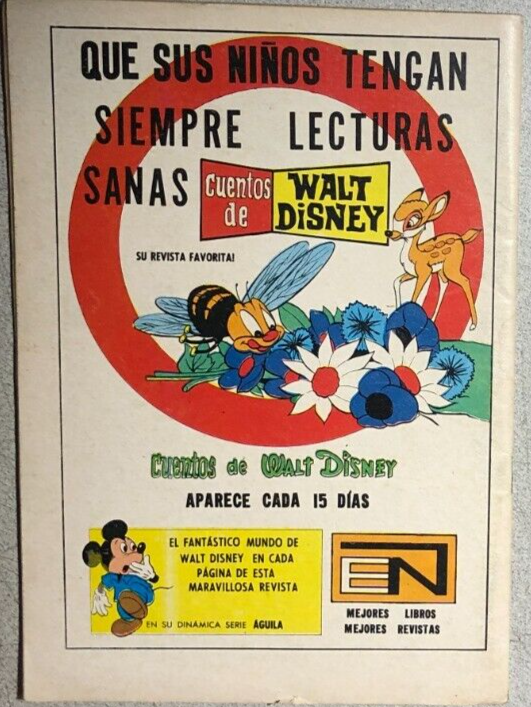 QUE SUS NIÑOS TENGAN
SIEMPRE LECTURAS
SANAS
Cuentos de
WALT DiSNEY
SU REVISTA FAVORITA!
Cuentos de WALT DISNEY
APARECE CADA 15 DÍAS
EL FANTÁSTICO MUNDO DE
WALT DISNEY EN CADA
PÁGINA DE ESTA
MARAVILLOSA REVISTA
EN SU DINÁMICA SERIE ÁGUILA
EN
MEJORES LIBROS
MEJORES REVISTAS